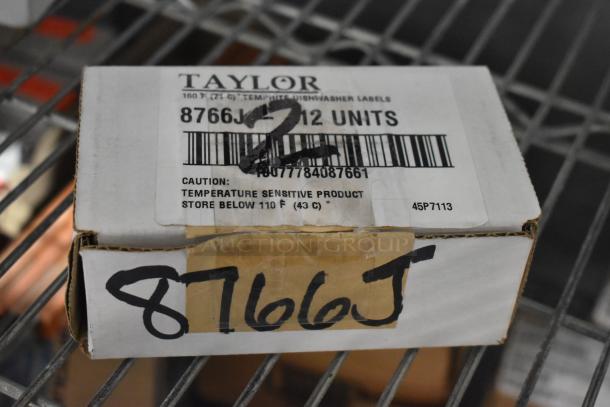 TAYLOR
160 F (71 C) TEMPRITE DISHWASHER LABELS
8766J 12 UNITS
2
10077784087661
CAUTION:
TEMPERATURE SENSITIVE PRODUCT
STORE BELOW 110 F (43 C) 45P7113
AUCTION GROUP
8766J